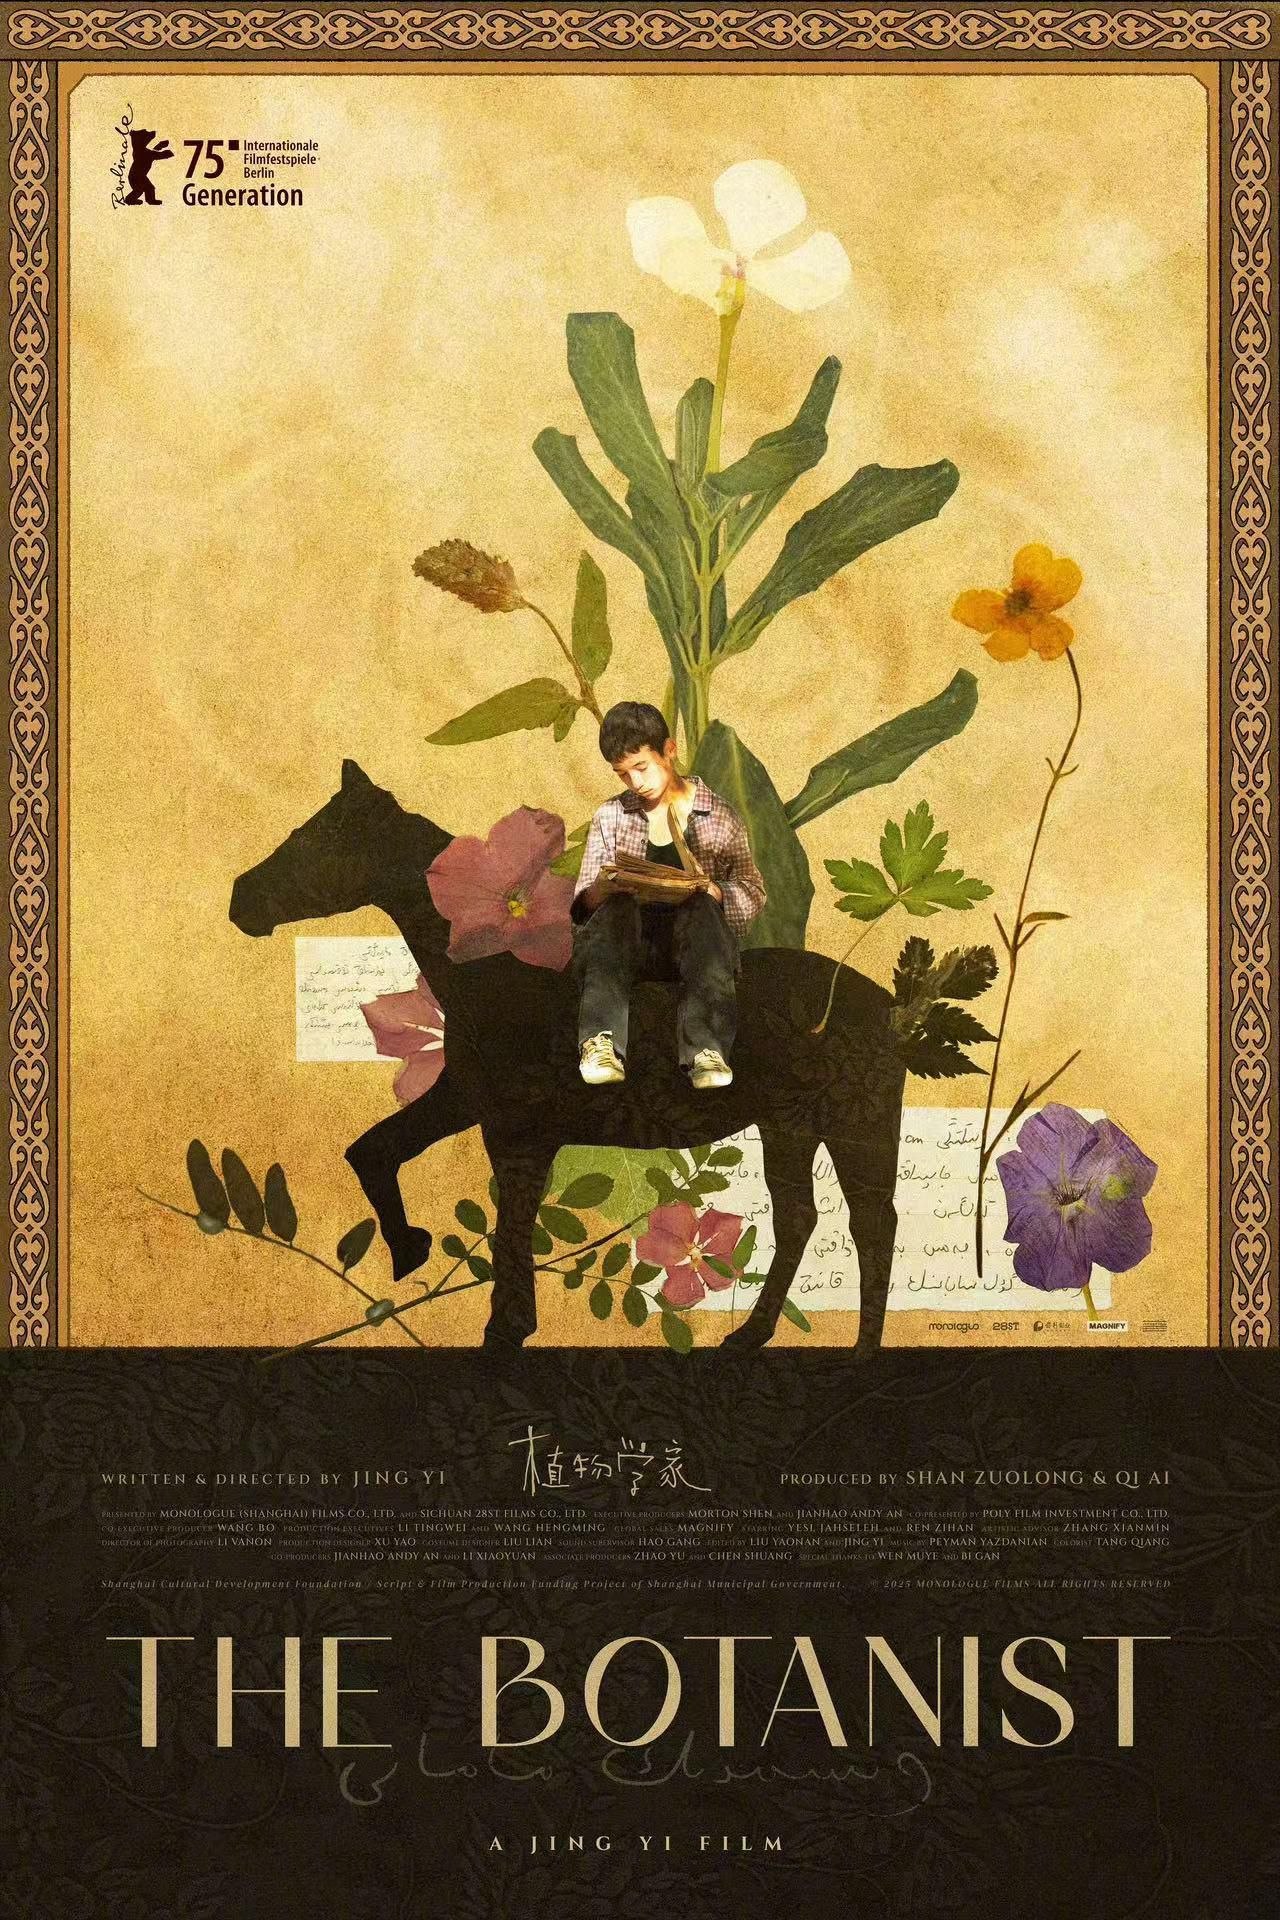 Berlinale
75 Internationale
Filmfestspiele
Berlin
Generation
monologue 28ST. MAGNIFY
植物学家
WRITTEN & DIRECTED BY JING YI
PRODUCED BY SHAN ZUOLONG & QI AI
PRESENTED BY MONOLOGUE (SHANGHAI) FILMS CO., LTD. AND SICHUAN 28ST FILMS CO., LTD. EXECUTIVE PRODUCERS MORTON SHEN AND JIANHAO ANDY AN CO-PRESENTED BY POLY FILM INVESTMENT CO., LTD.
CO-EXECUTIVE PRODUCER WANG BO PRODUCTION EXECUTIVES LI TINGWEI AND WANG HENGMING GLOBAL SALES MAGNIFY STARRING YESL JAHSELEH AND REN ZIHAN ARTISTIC ADVISOR ZHANG XIANMIN
DIRECTOR OF PHOTOGRAPHY LI VANON PRODUCTION DESIGNER XU YAO COSTUME DESIGNER LIU LIAN SOUND SUPERVISOR HAO GANG EDITED BY LIU YAONAN AND JING YI MUSIC BY PEYMAN YAZDANIAN COLORIST TANG QIANG
CO-PRODUCERS JIANHAO ANDY AN AND LI XIAOYUAN ASSOCIATE PRODUCERS ZHAO YU AND CHEN SHUANG SPECIAL THANKS TO WEN MUYE AND BI GAN
Shanghai Cultural Development Foundation / Script & Film Production Funding Project of Shanghai Municipal Government. © 2025 MONOLOGUE FILMS ALL RIGHTS RESERVED
THE BOTANIST
A JING YI FILM